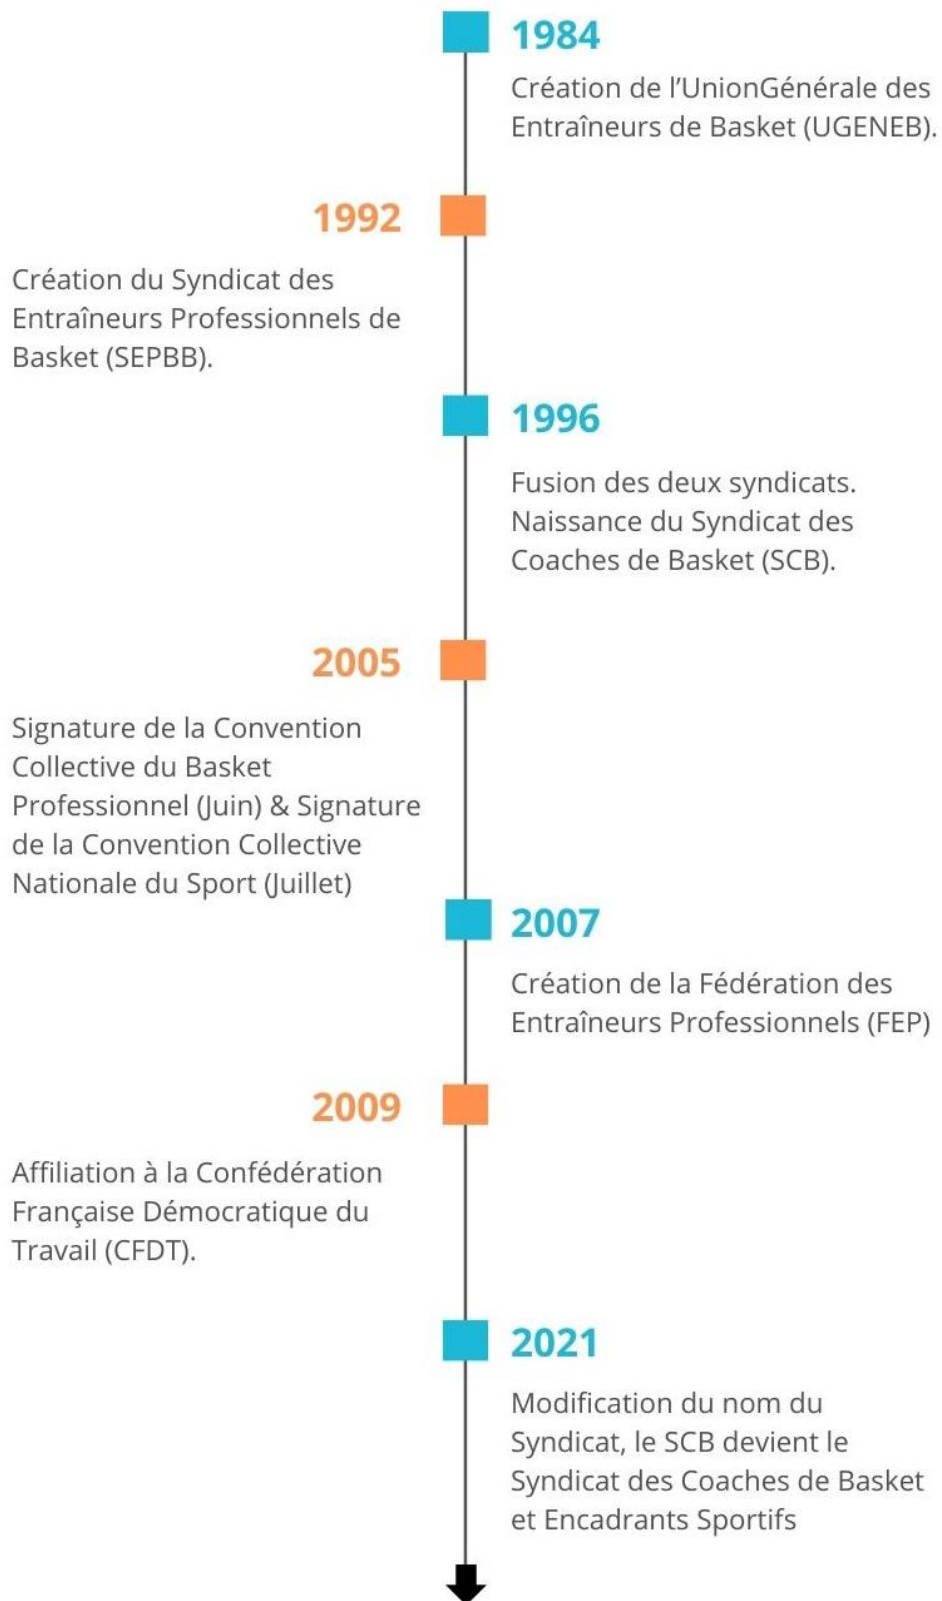 1984
Création de l'UnionGénérale des
Entraîneurs de Basket (UGENEB).
1992
Création du Syndicat des
Entraîneurs Professionnels de
Basket (SEPBB).
1996
Fusion des deux syndicats.
Naissance du Syndicat des
Coaches de Basket (SCB).
2005
Signature de la Convention
Collective du Basket
Professionnel (Juin) & Signature
de la Convention Collective
Nationale du Sport (Juillet)
2007
Création de la Fédération des
Entraîneurs Professionnels (FEP)
2009
Affiliation à la Confédération
Française Démocratique du
Travail (CFDT).
2021
Modification du nom du
Syndicat, le SCB devient le
Syndicat des Coaches de Basket
et Encadrants Sportifs